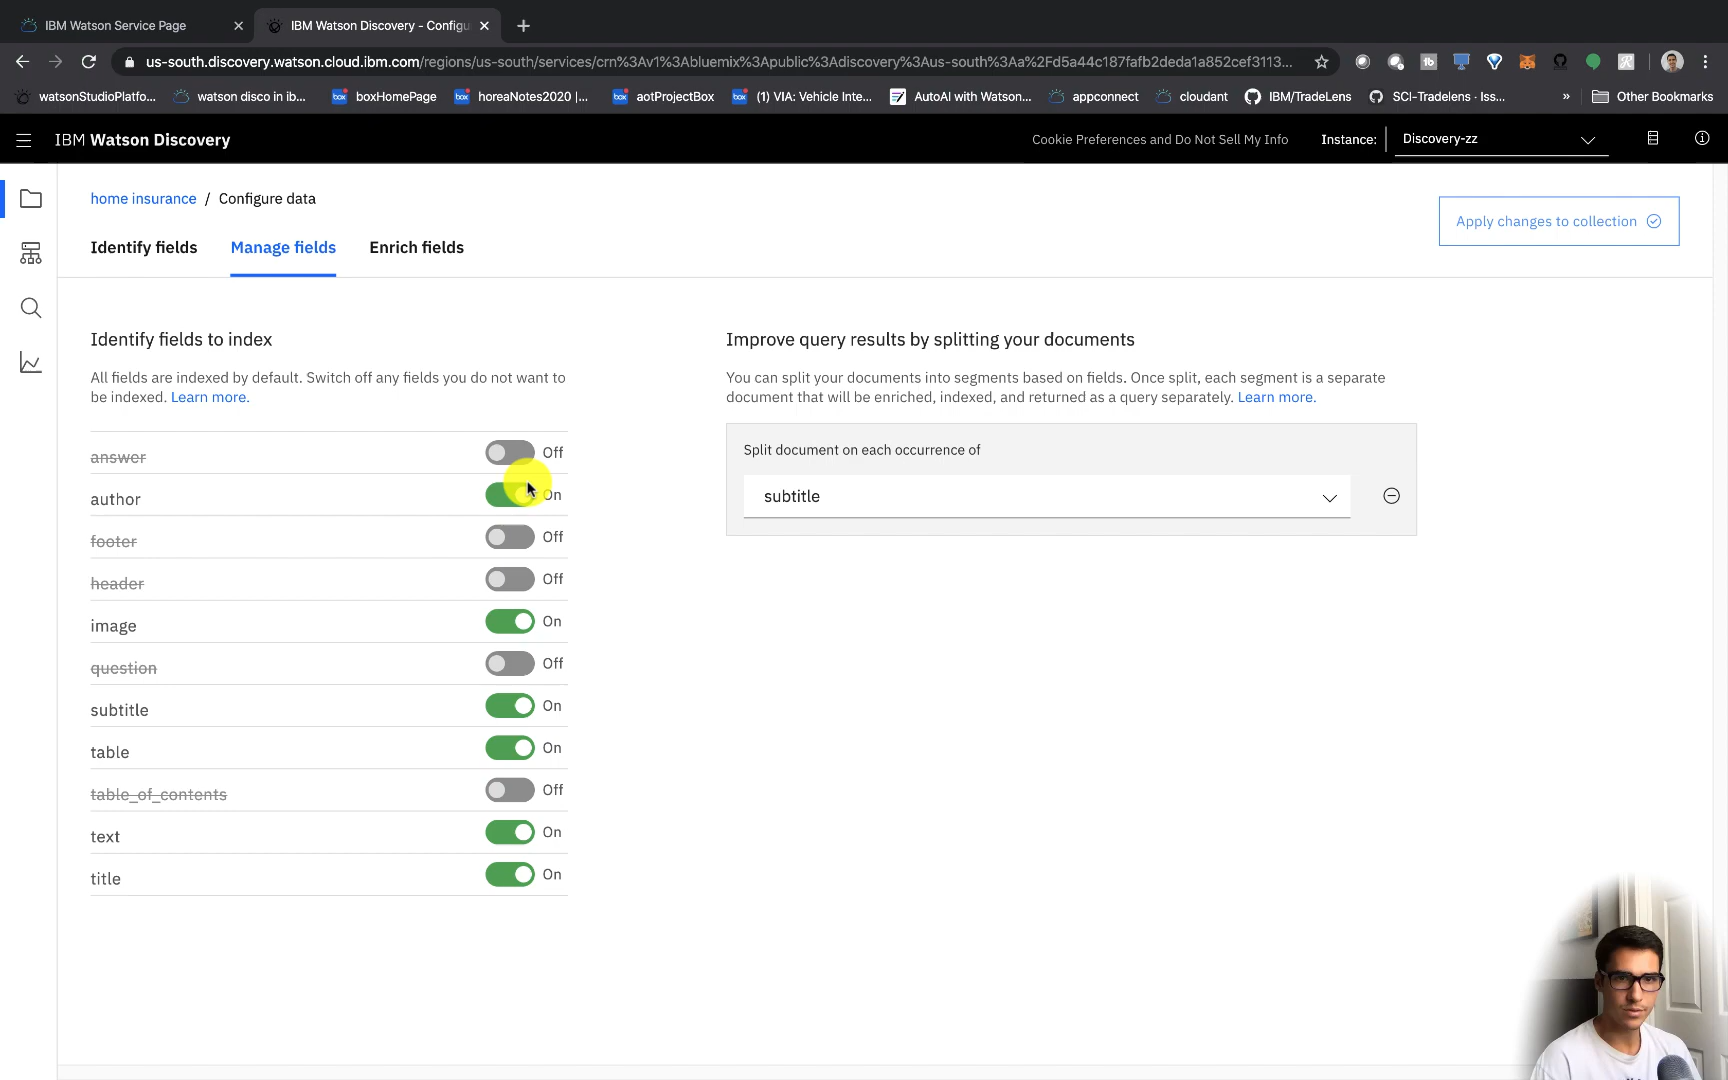 IBM Watson Service Page
IBM Watson Discovery - Configu
us-south.discovery.watson.cloud.ibm.com/regions/us-south/services/crn%3Av1%3Abluemix%3Apublic%3Adiscovery%3Aus-south%3Aa%2Fd5a44c187fafb2deda1a852cef3113...
watsonStudioPlatfo...
watson disco in ib...
box boxHomePage
box horeaNotes2020 |...
box aotProjectBox
box (1) VIA: Vehicle Inte...
AutoAI with Watson...
appconnect
cloudant
IBM/TradeLens
SCI-Tradelens · Iss...
»
Other Bookmarks
IBM Watson Discovery
Cookie Preferences and Do Not Sell My Info
Instance:
Discovery-zz
home insurance / Configure data
Apply changes to collection
Identify fields
Manage fields
Enrich fields
Identify fields to index
All fields are indexed by default. Switch off any fields you do not want to
be indexed. Learn more.
answer Off
author On
footer Off
header Off
image On
question Off
subtitle On
table On
table_of_contents Off
text On
title On
Improve query results by splitting your documents
You can split your documents into segments based on fields. Once split, each segment is a separate
document that will be enriched, indexed, and returned as a query separately. Learn more.
Split document on each occurrence of
subtitle